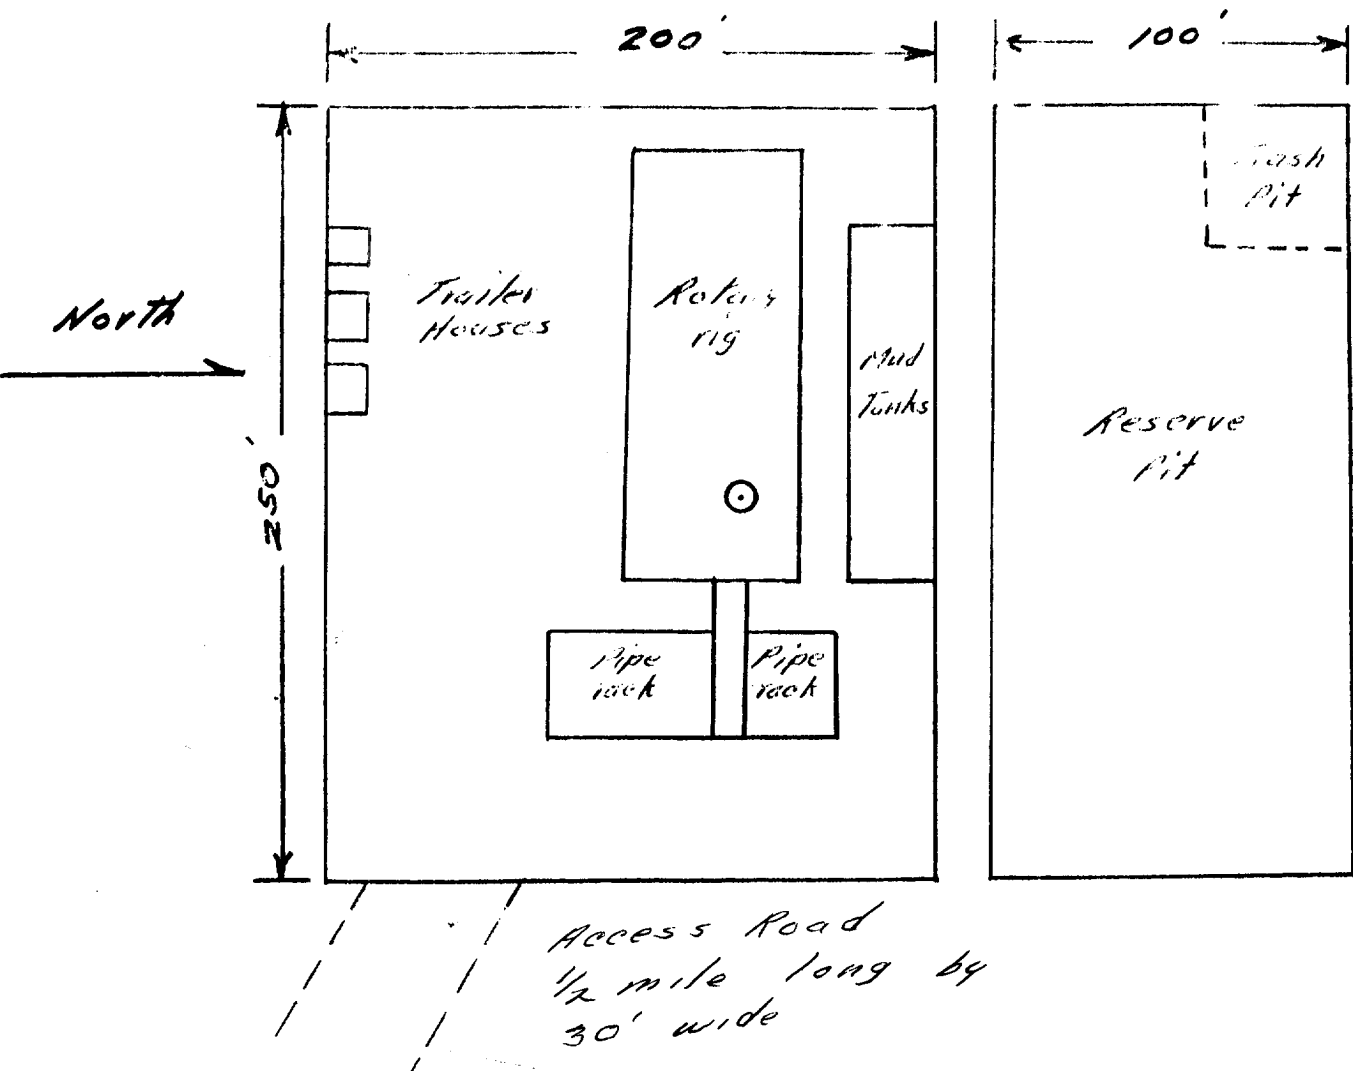 200'
100'
Trash
Pit
North
Trailer
Houses
Rotary
rig
Mud
Tanks
Reserve
Pit
250'
Pipe
rack
Pipe
rack
Access Road
1/2 mile long by
30' wide